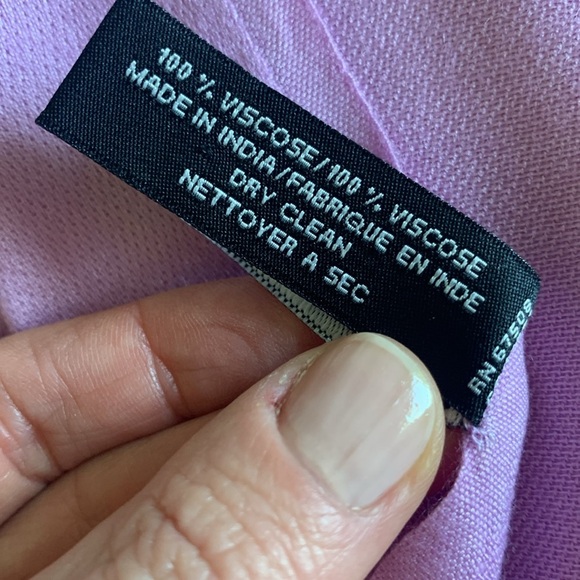 100 % VISCOSE/100 % VISCOSE
MADE IN INDIA/FABRIQUE EN INDE
DRY CLEAN
NETTOYER A SEC
RN 67509